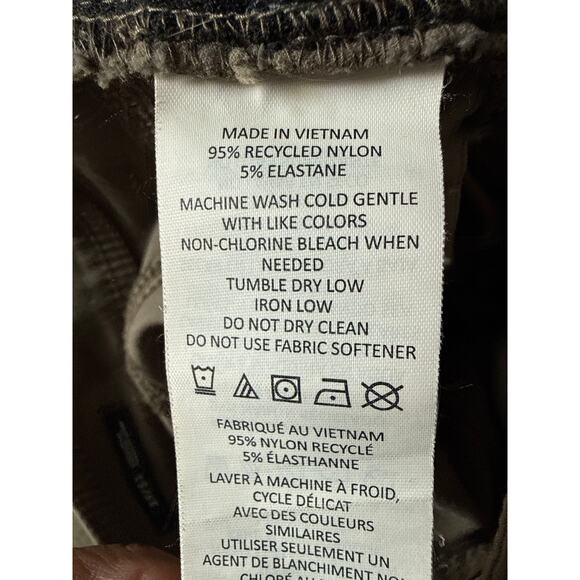 MADE IN VIETNAM
95% RECYCLED NYLON
5% ELASTANE
MACHINE WASH COLD GENTLE
WITH LIKE COLORS
NON-CHLORINE BLEACH WHEN
NEEDED
TUMBLE DRY LOW
IRON LOW
DO NOT DRY CLEAN
DO NOT USE FABRIC SOFTENER
FABRIQUÉ AU VIETNAM
95% NYLON RECYCLÉ
5% ÉLASTHANNE
LAVER À MACHINE À FROID,
CYCLE DÉLICAT
AVEC DES COULEURS
SIMILAIRES
UTILISER SEULEMENT UN
AGENT DE BLANCHIMENT NON
CHLORÉ AU